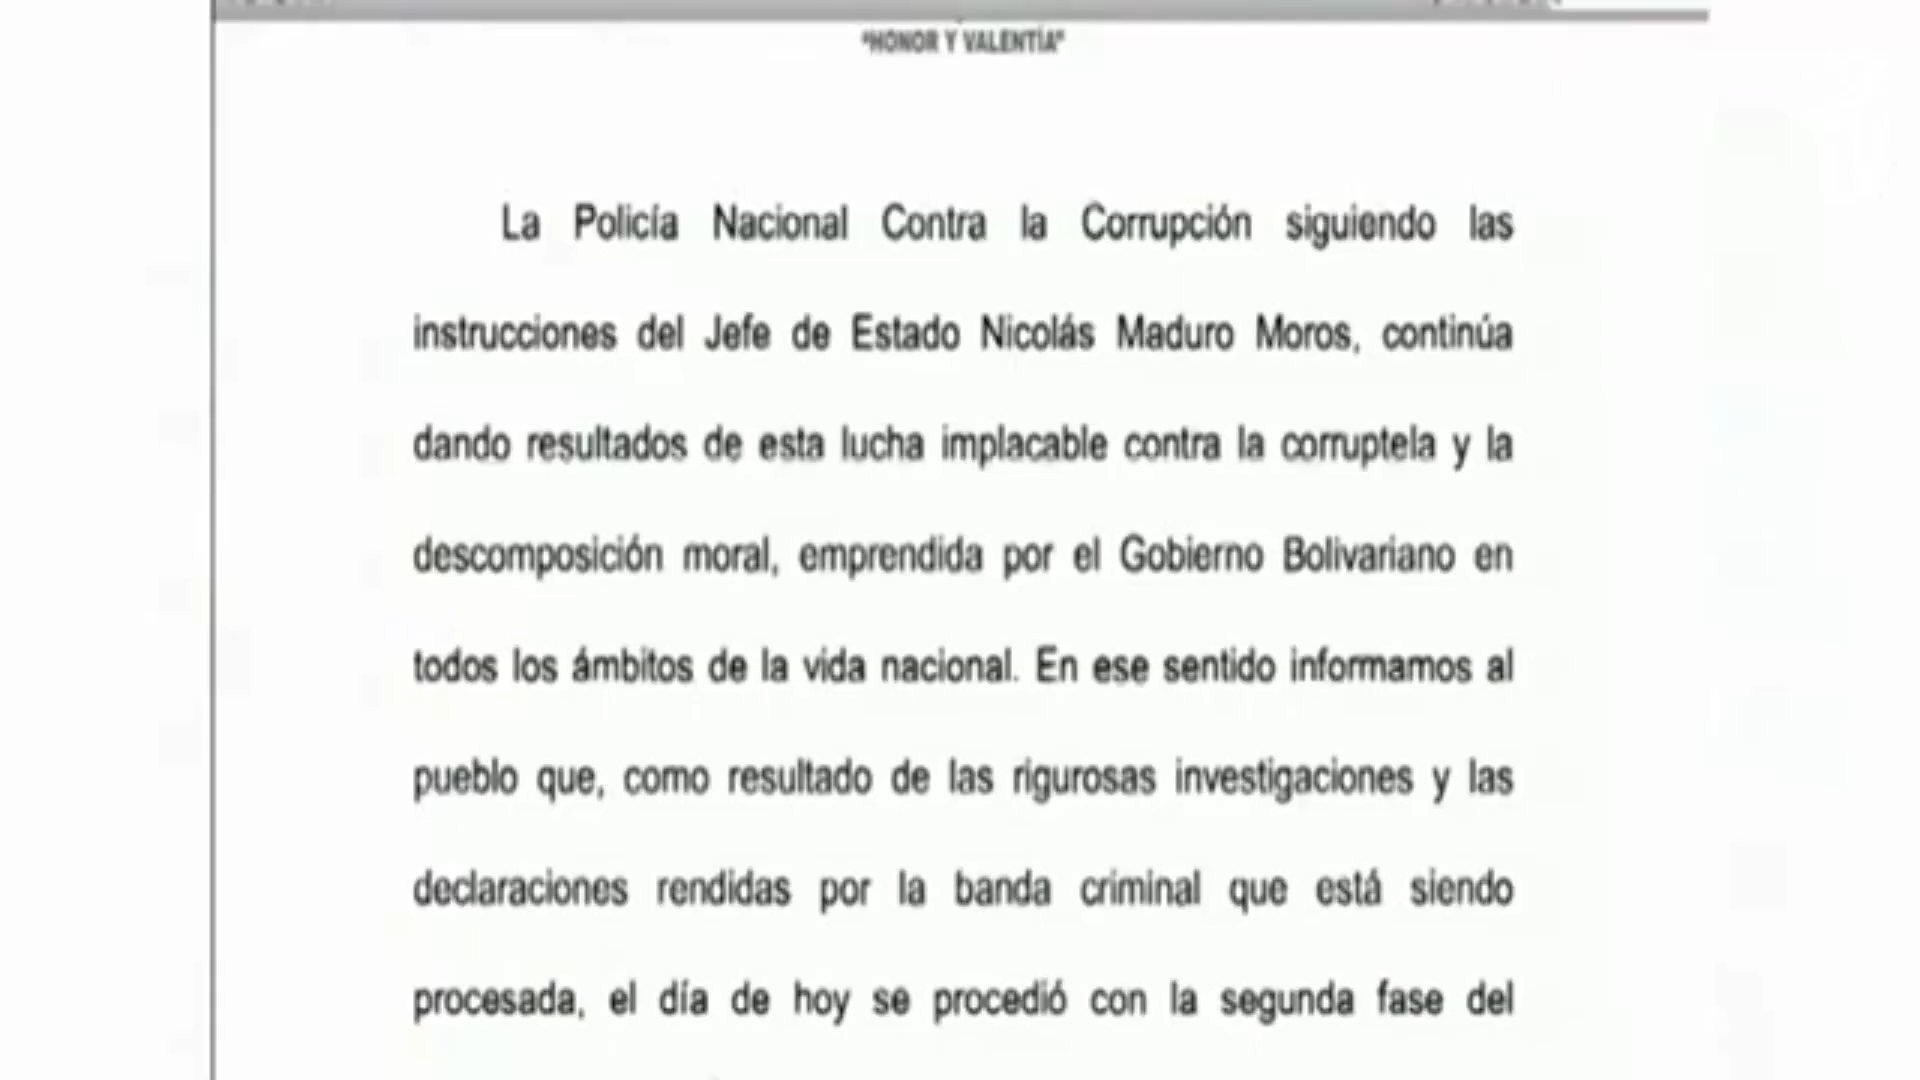 "HONOR Y VALENTÍA"
La Policía Nacional Contra la Corrupción siguiendo las
instrucciones del Jefe de Estado Nicolás Maduro Moros, continúa
dando resultados de esta lucha implacable contra la corruptela y la
descomposición moral, emprendida por el Gobierno Bolivariano en
todos los ámbitos de la vida nacional. En ese sentido informamos al
pueblo que, como resultado de las rigurosas investigaciones y las
declaraciones rendidas por la banda criminal que está siendo
procesada, el día de hoy se procedió con la segunda fase del